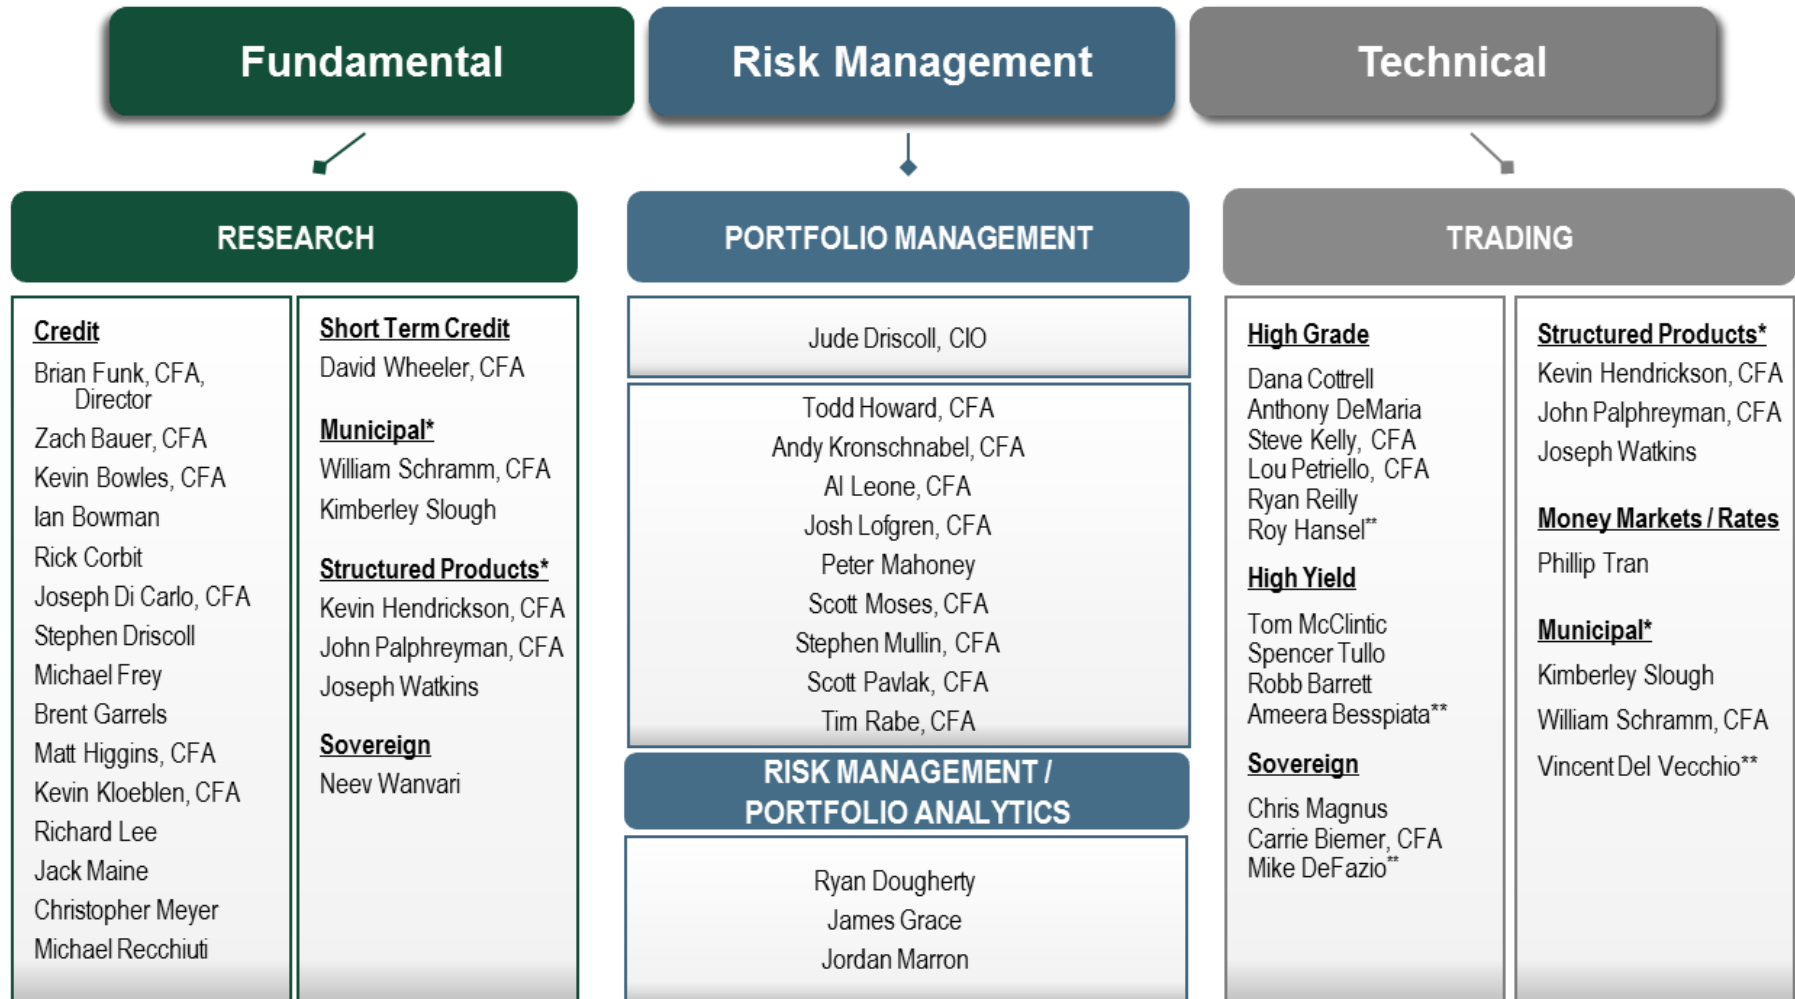 Fundamental
Risk Management
Technical
RESEARCH
Credit
Brian Funk, CFA,
Director
Zach Bauer, CFA
Kevin Bowles, CFA
Ian Bowman
Rick Corbit
Joseph Di Carlo, CFA
Stephen Driscoll
Michael Frey
Brent Garrels
Matt Higgins, CFA
Kevin Kloeblen, CFA
Richard Lee
Jack Maine
Christopher Meyer
Michael Recchiuti
Short Term Credit
David Wheeler, CFA
Municipal*
William Schramm, CFA
Kimberley Slough
Structured Products*
Kevin Hendrickson, CFA
John Palphreyman, CFA
Joseph Watkins
Sovereign
Neev Wanvari
PORTFOLIO MANAGEMENT
Jude Driscoll, CIO
Todd Howard, CFA
Andy Kronschnabel, CFA
Al Leone, CFA
Josh Lofgren, CFA
Peter Mahoney
Scott Moses, CFA
Stephen Mullin, CFA
Scott Pavlak, CFA
Tim Rabe, CFA
RISK MANAGEMENT /
PORTFOLIO ANALYTICS
Ryan Dougherty
James Grace
Jordan Marron
TRADING
High Grade
Dana Cottrell
Anthony DeMaria
Steve Kelly, CFA
Lou Petriello, CFA
Ryan Reilly
Roy Hansel**
High Yield
Tom McClintic
Spencer Tullo
Robb Barrett
Ameera Besspiata**
Sovereign
Chris Magnus
Carrie Biemer, CFA
Mike DeFazio**
Structured Products*
Kevin Hendrickson, CFA
John Palphreyman, CFA
Joseph Watkins
Money Markets / Rates
Phillip Tran
Municipal*
Kimberley Slough
William Schramm, CFA
Vincent Del Vecchio**